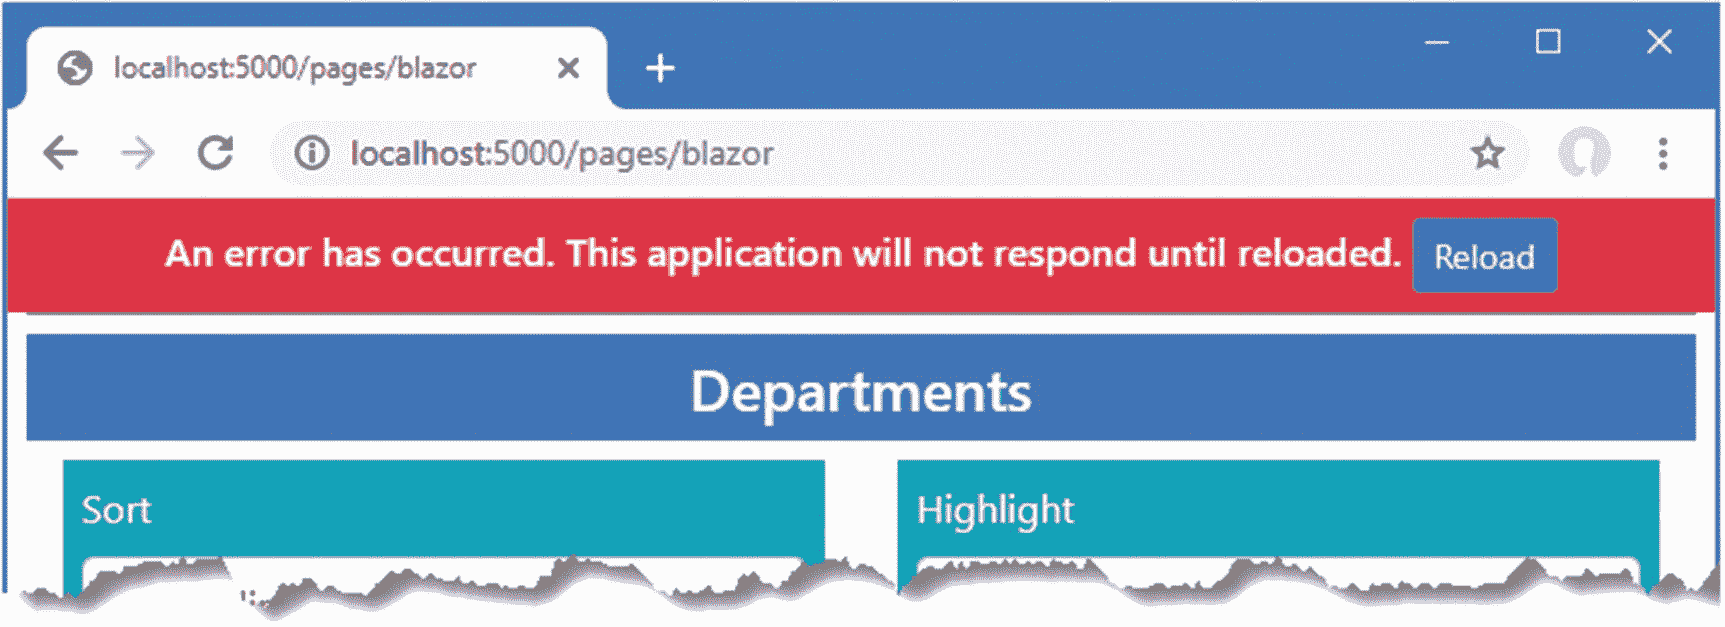 localhost:5000/pages/blazor
localhost:5000/pages/blazor
An error has occurred. This application will not respond until reloaded. Reload
Departments
Sort
Highlight